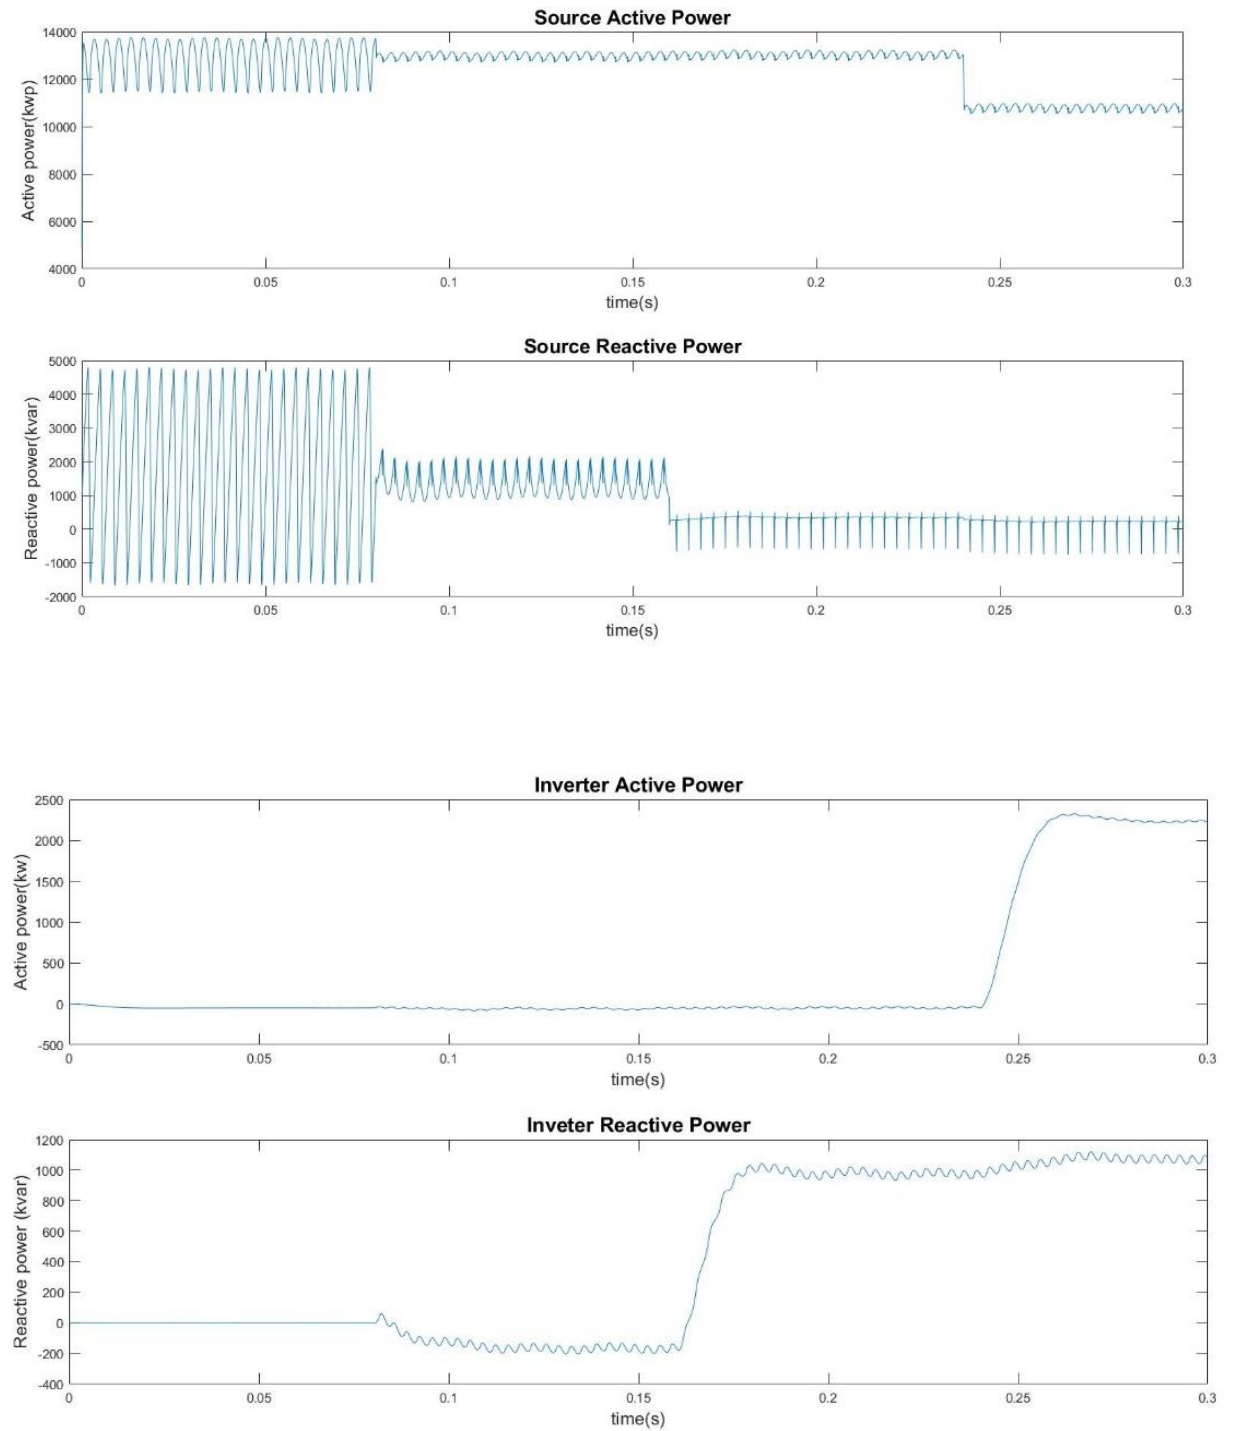 Source Active Power
14000
12000
10000
8000
6000
4000
Active power(kwp)
0 0.05 0.1 0.15 0.2 0.25 0.3
time(s)
Source Reactive Power
5000
4000
3000
2000
1000
0
-1000
-2000
Reactive power(kvar)
0 0.05 0.1 0.15 0.2 0.25 0.3
time(s)
Inverter Active Power
2500
2000
1500
1000
500
0
-500
Active power(kw)
0 0.05 0.1 0.15 0.2 0.25 0.3
time(s)
Inveter Reactive Power
1200
1000
800
600
400
200
0
-200
-400
Reactive power (kvar)
0 0.05 0.1 0.15 0.2 0.25 0.3
time(s)